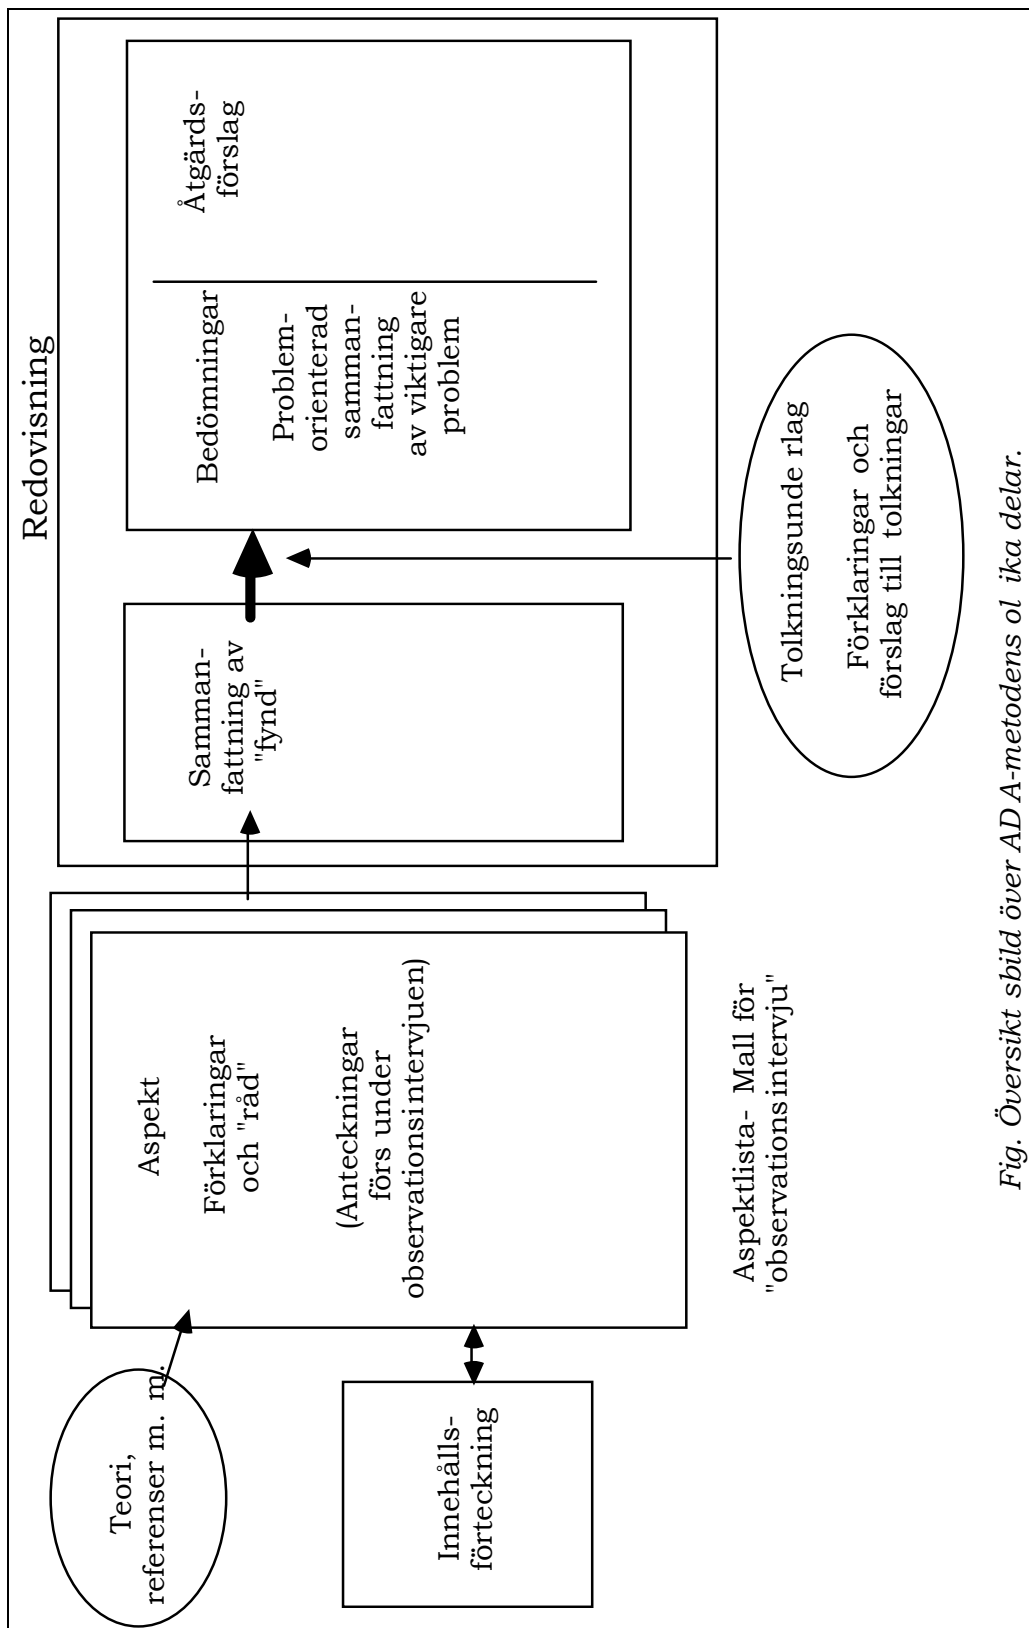 Redovisning
Teori,
referenser m. m.
Innehålls-
förteckning
Aspekt
Förklaringar
och "råd"
(Anteckningar
förs under
observationsintervjuen)
Aspektlista- Mall för
"observationsintervju"
Samman-
fattning av
"fynd"
Bedömningar
Problem-
orienterad
samman-
fattning
av viktigare
problem
Åtgärds-
förslag
Tolkningsunde rlag
Förklaringar och
förslag till tolkningar
Fig. Översikt sbild över AD A-metodens ol ika delar.